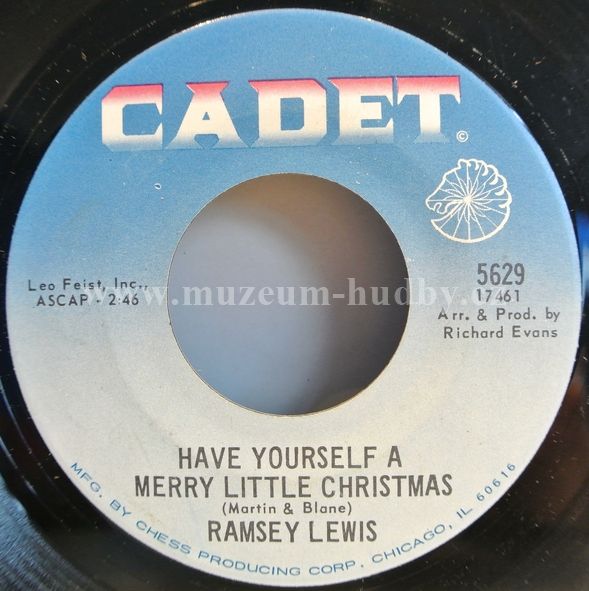 CADET
©
Leo Feist, Inc.,
ASCAP - 2:46
www.muzeum-hudby.cz
5629
17461
Arr. & Prod. by
Richard Evans
HAVE YOURSELF A
MERRY LITTLE CHRISTMAS
(Martin & Blane)
RAMSEY LEWIS
MFG. BY CHESS PRODUCING CORP., CHICAGO, IL 60616